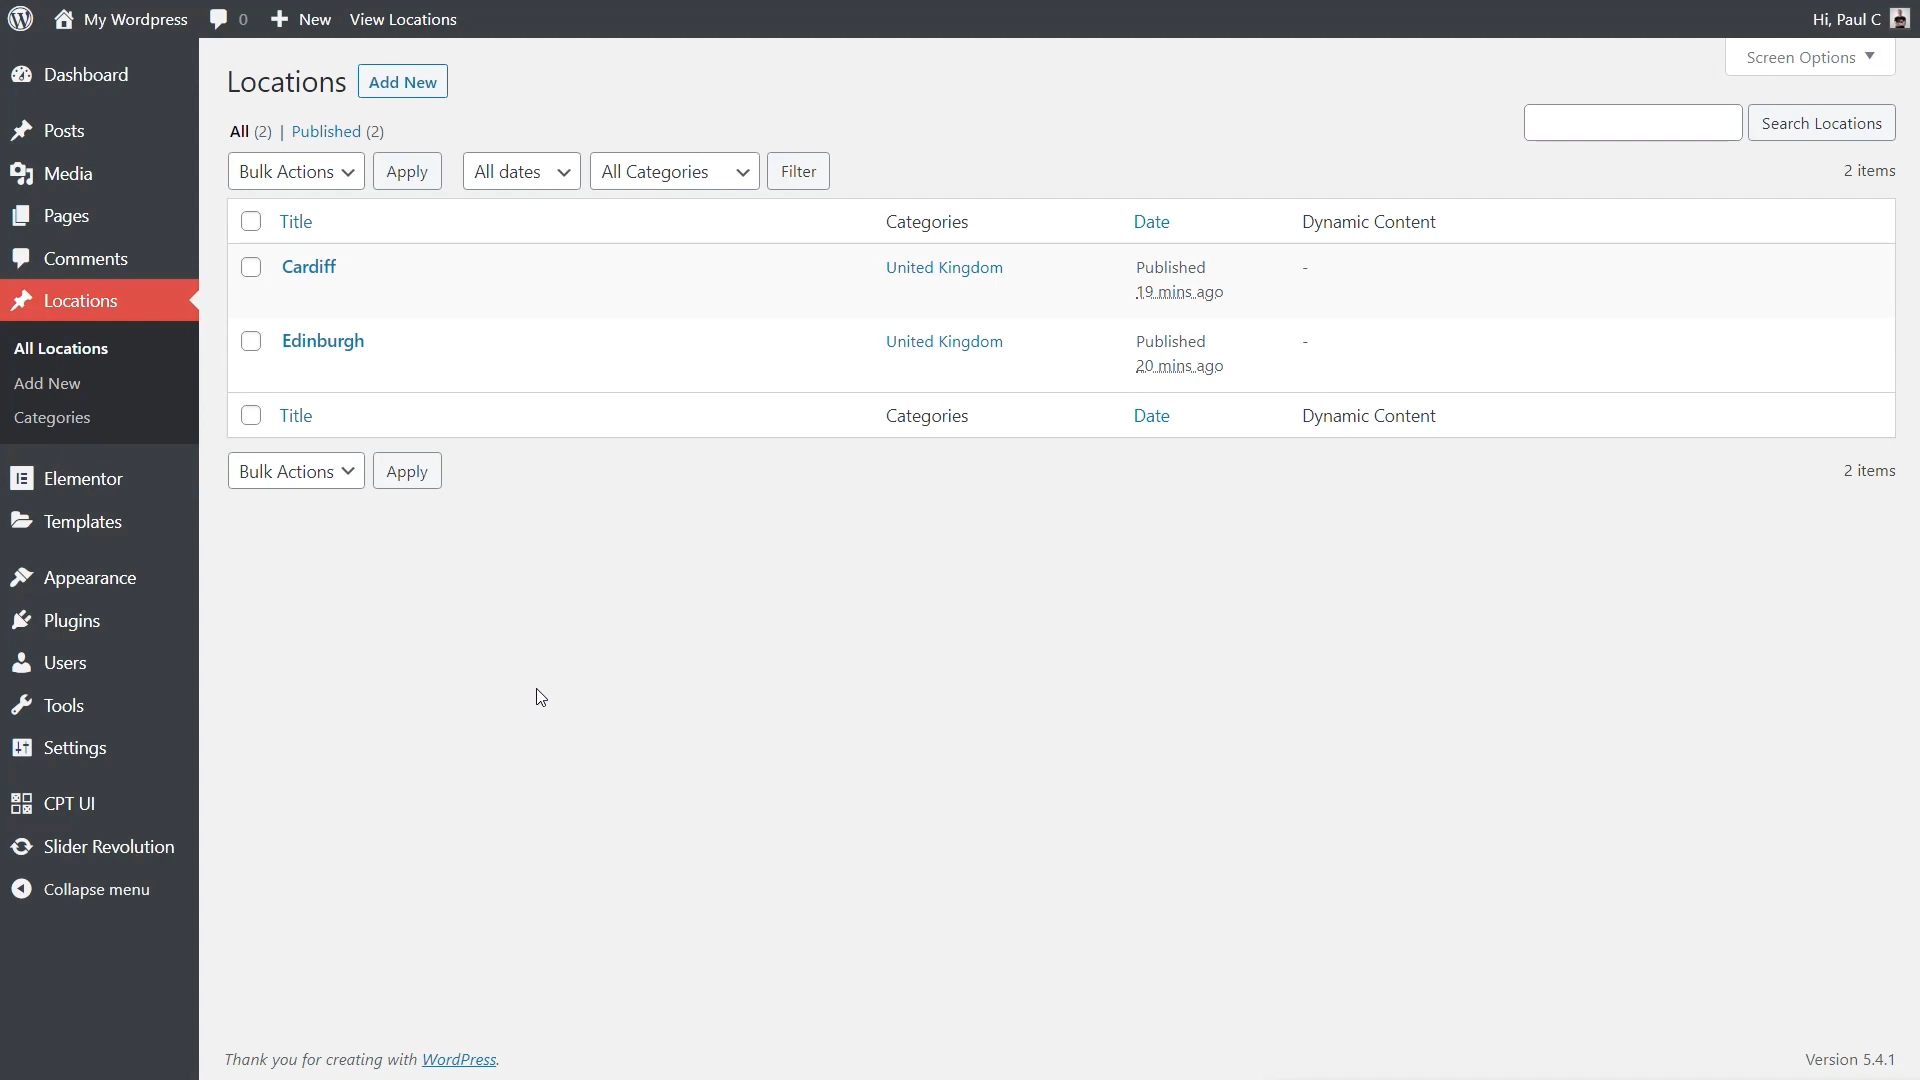 My Wordpress 0 New View Locations Hi, Paul C
Dashboard
Posts
Media
Pages
Comments
Locations
All Locations
Add New
Categories
Elementor
Templates
Appearance
Plugins
Users
Tools
Settings
CPT UI
Slider Revolution
Collapse menu
Screen Options
Locations Add New
All (2) | Published (2)
Search Locations
Bulk Actions Apply All dates All Categories Filter 2 items
Title Categories Date Dynamic Content
Cardiff United Kingdom Published -
19 mins ago
Edinburgh United Kingdom Published -
20 mins ago
Title Categories Date Dynamic Content
Bulk Actions Apply 2 items
Thank you for creating with WordPress. Version 5.4.1